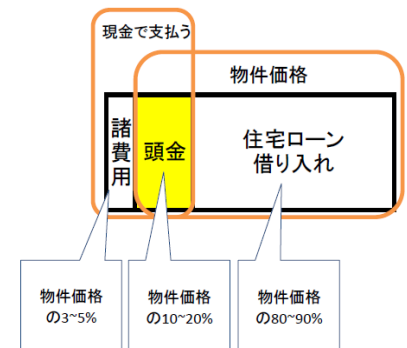 現金で支払う
物件価格
諸費用
頭金
住宅ローン
借り入れ
物件価格
の3~5%
物件価格
の10~20%
物件価格
の80~90%